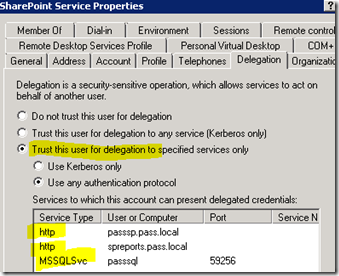 SharePoint Service Properties
Member Of Dial-in Environment Sessions Remote control
Remote Desktop Services Profile Personal Virtual Desktop COM+
General Address Account Profile Telephones Delegation Organization
Delegation is a security-sensitive operation, which allows services to act on
behalf of another user.
Do not trust this user for delegation
Trust this user for delegation to any service (Kerberos only)
Trust this user for delegation to specified services only
Use Kerberos only
Use any authentication protocol
Services to which this account can present delegated credentials:
Service Type User or Computer Port Service N
http passsp.pass.local
http spreports.pass.local
MSSQLSvc passsql 59256